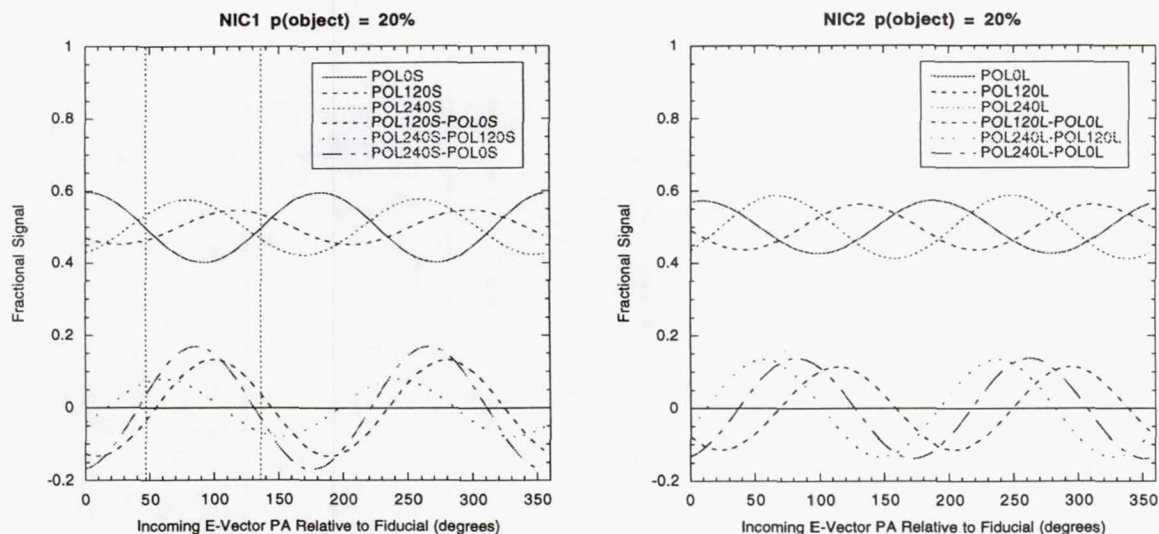 NIC1 p(object) = 20%
1
0.8
0.6
0.4
0.2
0
-0.2
Fractional Signal
POL0S
POL120S
POL240S
POL120S-POL0S
POL240S-POL120S
POL240S-POL0S
0 50 100 150 200 250 300 350
Incoming E-Vector PA Relative to Fiducial (degrees)
NIC2 p(object) = 20%
1
0.8
0.6
0.4
0.2
0
-0.2
Fractional Signal
POL0L
POL120L
POL240L
POL120L-POL0L
POL240L-POL120L
POL240L-POL0L
0 50 100 150 200 250 300 350
Incoming E-Vector PA Relative to Fiducial (degrees)